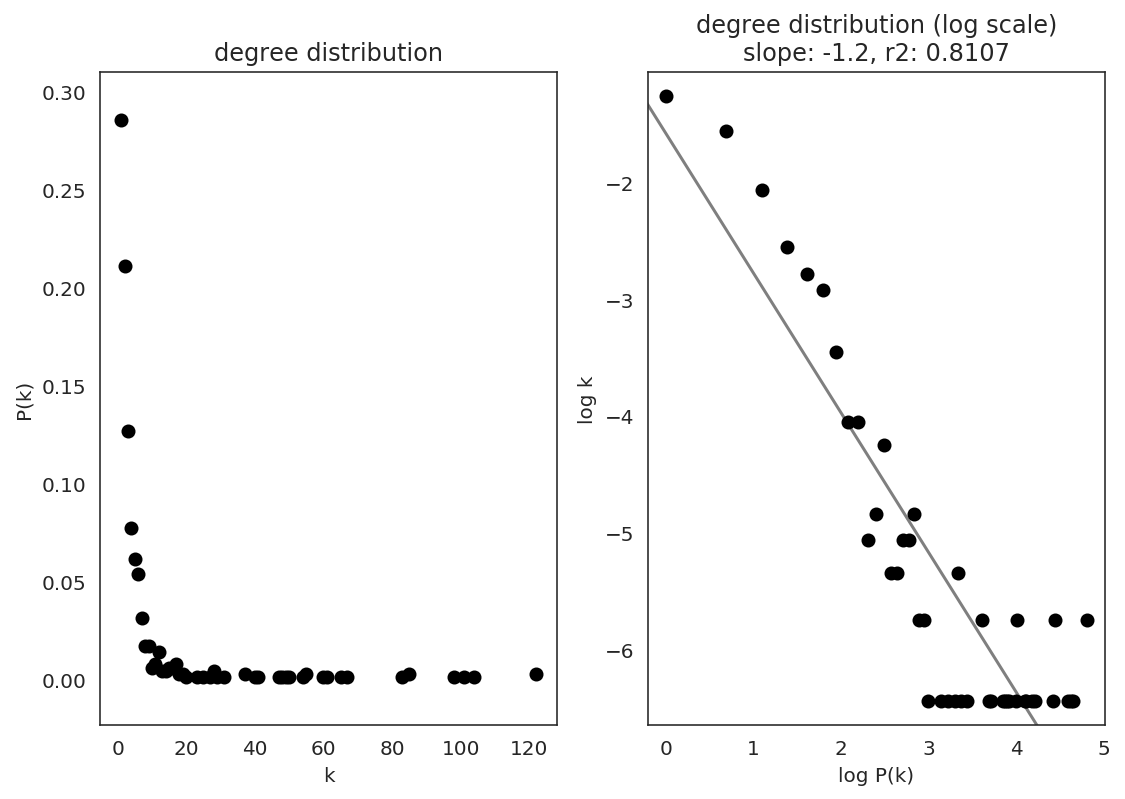 degree distribution
0.30
0.25
0.20
0.15
0.10
0.05
0.00
P(k)
0 20 40 60 80 100 120
k
degree distribution (log scale)
slope: -1.2, r2: 0.8107
−2
−3
−4
−5
−6
log k
0 1 2 3 4 5
log P(k)